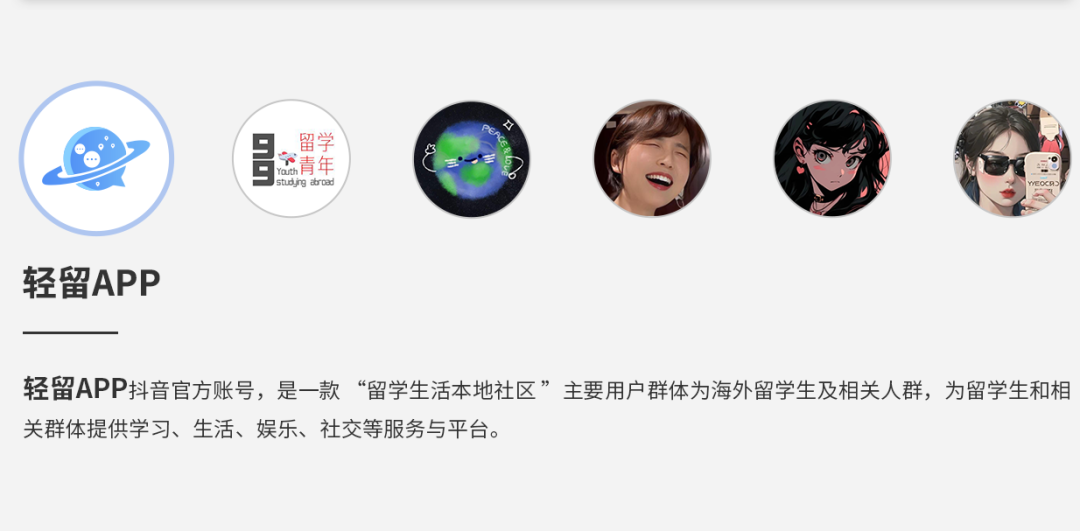 99
留学
青年
Youth
studying abroad
PEACE & LOVE
轻留APP
轻留APP抖音官方账号，是一款 “留学生活本地社区 ” 主要用户群体为海外留学生及相关人群，为留学生和相
关群体提供学习、生活、娱乐、社交等服务与平台。